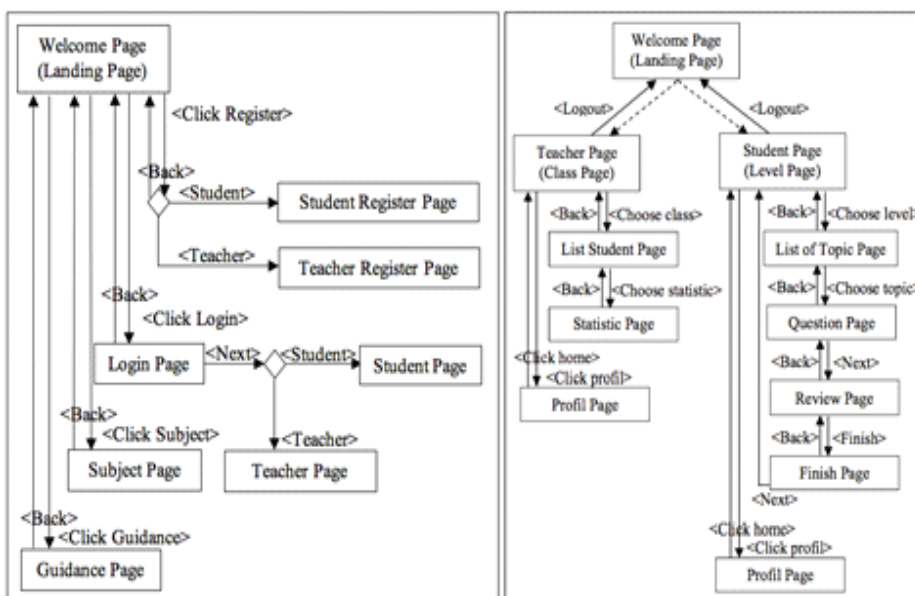 Welcome Page
(Landing Page)
<Click Register>
<Back>
<Student>
Student Register Page
<Teacher>
Teacher Register Page
<Back>
<Click Login>
Login Page
<Next>
<Student>
Student Page
<Teacher>
Teacher Page
<Back>
<Click Subject>
Subject Page
<Back>
<Click Guidance>
Guidance Page
Welcome Page
(Landing Page)
<Logout>
<Logout>
Teacher Page
(Class Page)
<Back>
<Choose class>
List Student Page
<Back>
<Choose statistic>
Statistic Page
<Click home>
<Click profil>
Profil Page
Student Page
(Level Page)
<Back>
<Choose level>
List of Topic Page
<Back>
<Choose topic>
Question Page
<Back>
<Next>
Review Page
<Back>
<Finish>
Finish Page
<Next>
<Click home>
<Click profil>
Profil Page